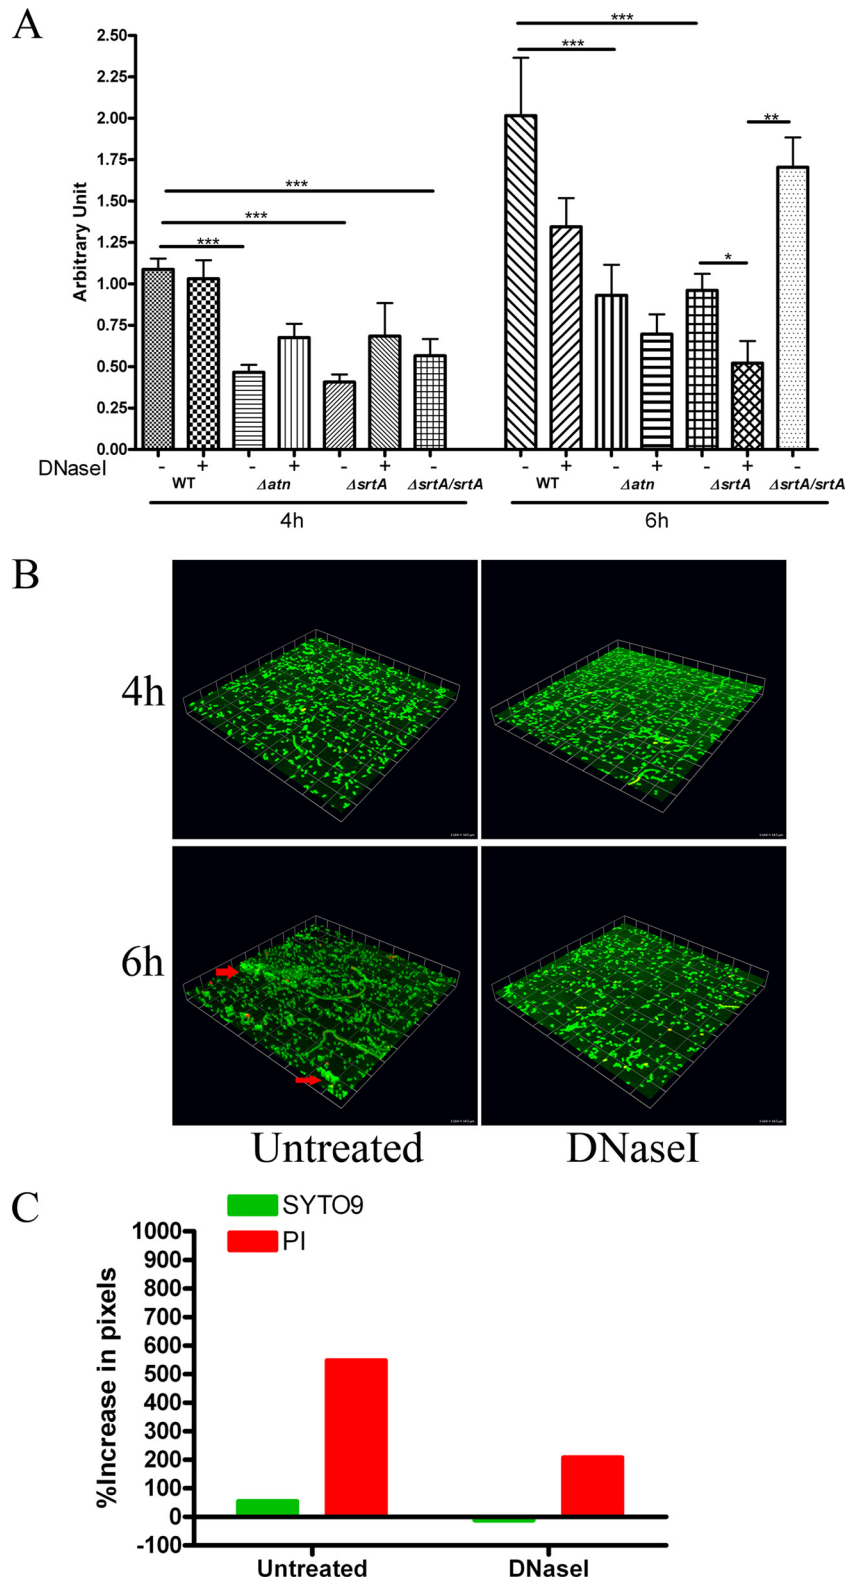 A
2.50
2.25
2.00
1.75
1.50
1.25
1.00
0.75
0.50
0.25
0.00
Arbitrary Unit
***
***
***
***
***
**
*
DNaseI - + - + - + - - + - + - + -
WT Δatn ΔsrtA ΔsrtA/srtA WT Δatn ΔsrtA ΔsrtA/srtA
4h 6h
B
4h
6h
Untreated DNaseI
C
SYTO9
PI
1000
900
800
700
600
500
400
300
200
100
0
-100
%Increase in pixels
Untreated DNaseI